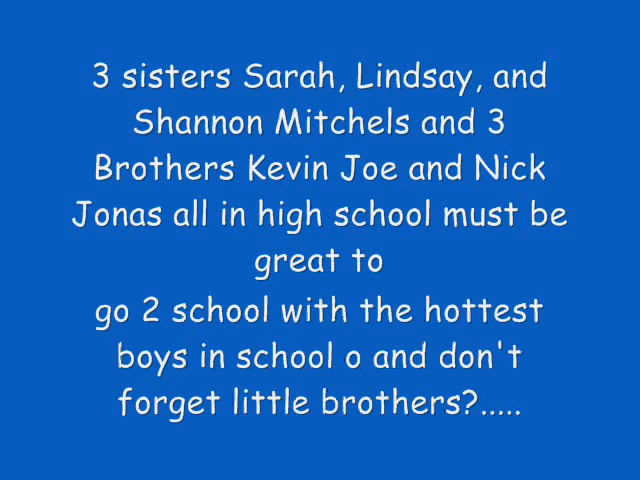 3 sisters Sarah, Lindsay, and
Shannon Mitchels and 3
Brothers Kevin Joe and Nick
Jonas all in high school must be
great to
go 2 school with the hottest
boys in school o and don't
forget little brothers?.....